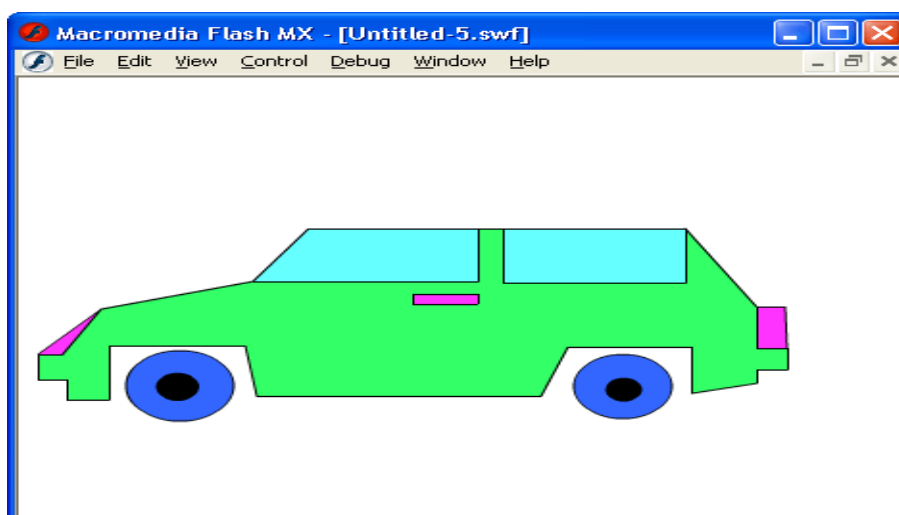 Macromedia Flash MX - [Untitled-5.swf]
File Edit View Control Debug Window Help